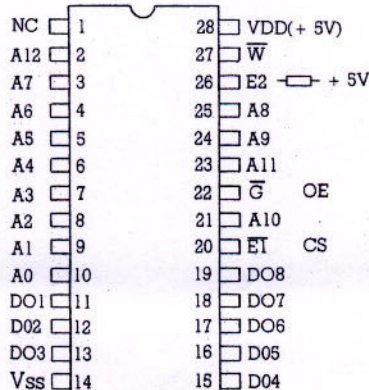 NC 1 28 VDD(+ 5V)
A12 2 27 W
A7 3 26 E2 + 5V
A6 4 25 A8
A5 5 24 A9
A4 6 23 A11
A3 7 22 G OE
A2 8 21 A10
A1 9 20 E1 CS
A0 10 19 DO8
DO1 11 18 DO7
D02 12 17 DO6
DO3 13 16 D05
VSS 14 15 D04